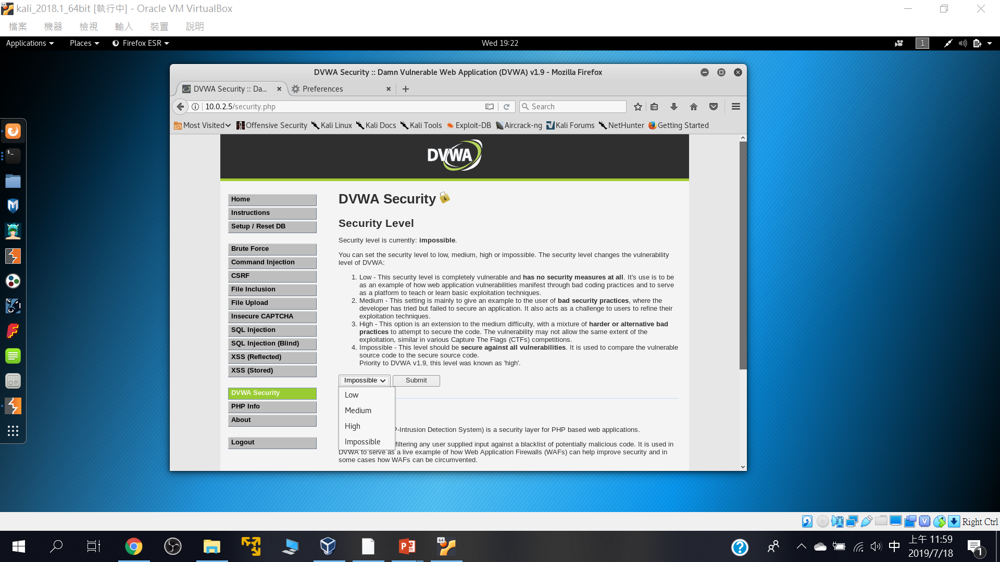 kali_2018.1_64bit [執行中] - Oracle VM VirtualBox
檔案 機器 檢視 輸入 裝置 說明
Applications Places Firefox ESR Wed 19:22 1
DVWA Security :: Damn Vulnerable Web Application (DVWA) v1.9 - Mozilla Firefox
DVWA Security :: Da... Preferences
10.0.2.5/security.php Search
Most Visited Offensive Security Kali Linux Kali Docs Kali Tools Exploit-DB Aircrack-ng Kali Forums NetHunter Getting Started
DVWA
Home
Instructions
Setup / Reset DB
Brute Force
Command Injection
CSRF
File Inclusion
File Upload
Insecure CAPTCHA
SQL Injection
SQL Injection (Blind)
XSS (Reflected)
XSS (Stored)
DVWA Security
PHP Info
About
Logout
DVWA Security
Security Level
Security level is currently: impossible.
You can set the security level to low, medium, high or impossible. The security level changes the vulnerability
level of DVWA:
1. Low - This security level is completely vulnerable and has no security measures at all. It's use is to be
as an example of how web application vulnerabilities manifest through bad coding practices and to serve
as a platform to teach or learn basic exploitation techniques.
2. Medium - This setting is mainly to give an example to the user of bad security practices, where the
developer has tried but failed to secure an application. It also acts as a challenge to users to refine their
exploitation techniques.
3. High - This option is an extension to the medium difficulty, with a mixture of harder or alternative bad
practices to attempt to secure the code. The vulnerability may not allow the same extent of the
exploitation, similar in various Capture The Flags (CTFs) competitions.
4. Impossible - This level should be secure against all vulnerabilities. It is used to compare the vulnerable
source code to the secure source code.
Priority to DVWA v1.9, this level was known as 'high'.
Impossible Submit
Low
Medium
High
Impossible
P-Intrusion Detection System) is a security layer for PHP based web applications.
filtering any user supplied input against a blacklist of potentially malicious code. It is used in
DVWA to serve as a live example of how Web Application Firewalls (WAFs) can help improve security and in
some cases how WAFs can be circumvented.
Right Ctrl
中 上午 11:59
2019/7/18
1